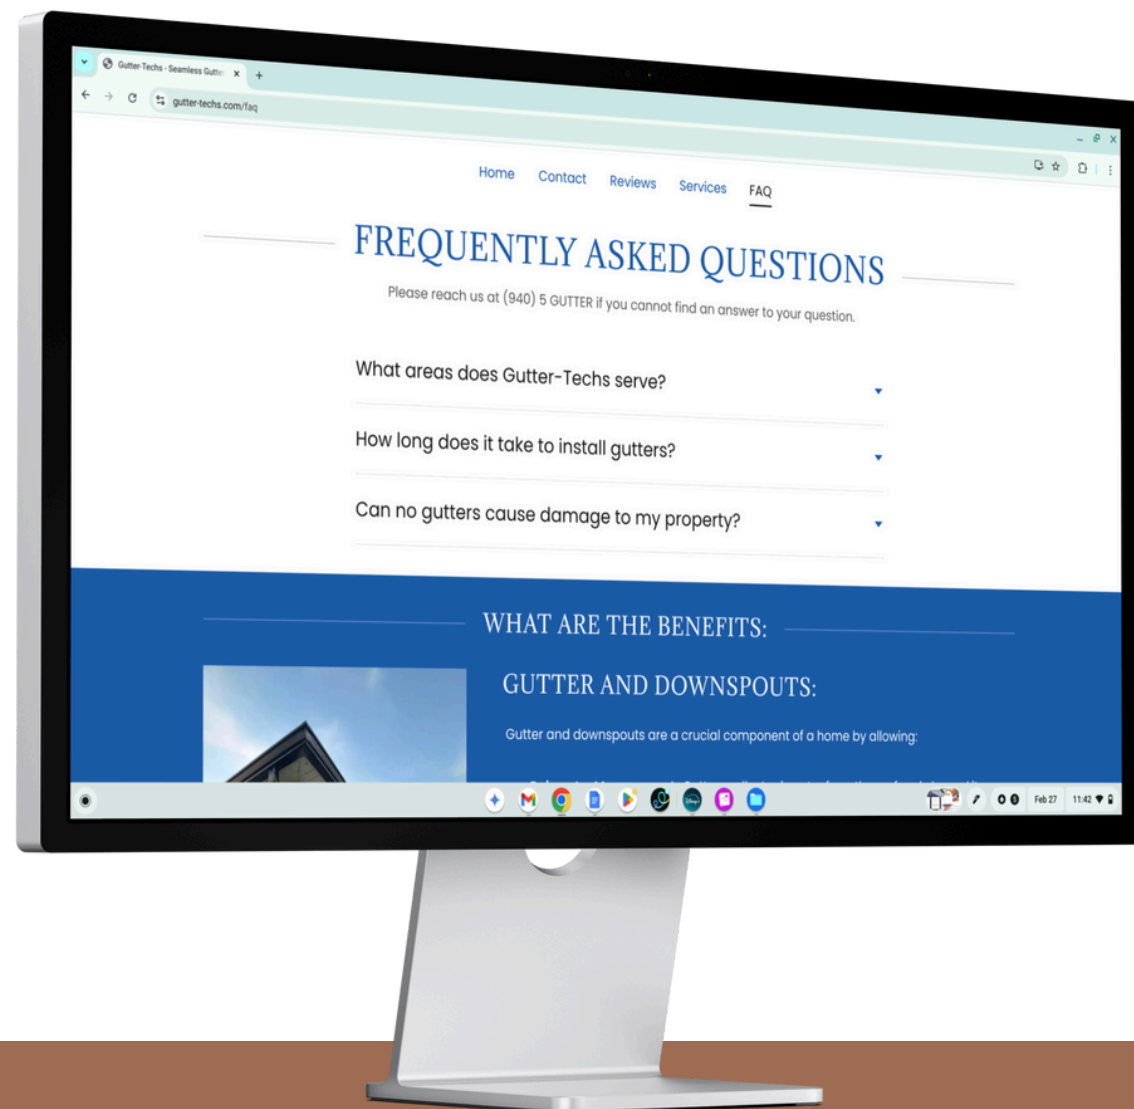 Gutter-Techs - Seamless Gutte
gutter-techs.com/faq
Home Contact Reviews Services FAQ
FREQUENTLY ASKED QUESTIONS
Please reach us at (940) 5 GUTTER if you cannot find an answer to your question.
What areas does Gutter-Techs serve?
How long does it take to install gutters?
Can no gutters cause damage to my property?
WHAT ARE THE BENEFITS:
GUTTER AND DOWNSPOUTS:
Gutter and downspouts are a crucial component of a home by allowing:
Feb 27 11:42